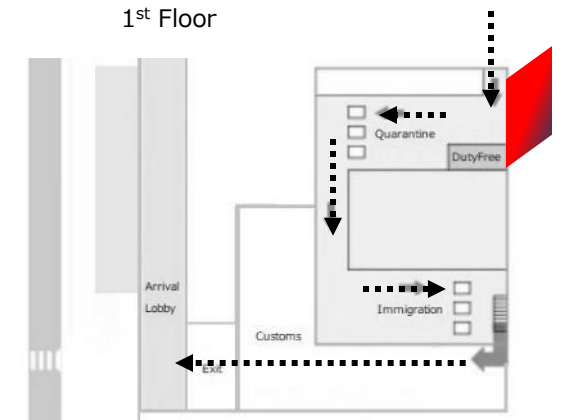 1st Floor
Quarantine
DutyFree
Arrival
Lobby
Immigration
Customs
Exit